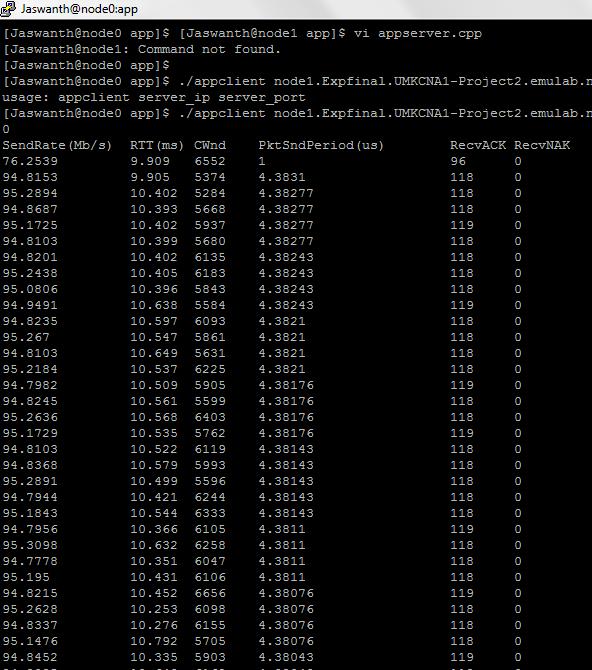 Jaswanth@node0:app
[Jaswanth@node0 app]$ [Jaswanth@node1 app]$ vi appserver.cpp
[Jaswanth@node1: Command not found.
[Jaswanth@node0 app]$
[Jaswanth@node0 app]$ ./appclient node1.Expfinal.UMKCNA1-Project2.emulab.n
usage: appclient server_ip server_port
[Jaswanth@node0 app]$ ./appclient node1.Expfinal.UMKCNA1-Project2.emulab.n
0
SendRate(Mb/s) RTT(ms) CWnd PktSndPeriod(us) RecvACK RecvNAK
76.2539 9.909 6552 1 96 0
94.8153 9.905 5374 4.3831 118 0
95.2894 10.402 5284 4.38277 118 0
94.8687 10.393 5668 4.38277 118 0
95.1725 10.402 5937 4.38277 119 0
94.8103 10.399 5680 4.38277 118 0
94.8201 10.402 6135 4.38243 118 0
95.2438 10.405 6183 4.38243 118 0
95.0806 10.396 5843 4.38243 118 0
94.9491 10.638 5584 4.38243 119 0
94.8235 10.597 6093 4.3821 118 0
95.267 10.547 5861 4.3821 118 0
94.8103 10.649 5631 4.3821 118 0
95.2184 10.537 6225 4.3821 118 0
94.7982 10.509 5905 4.38176 119 0
94.8245 10.561 5599 4.38176 118 0
95.2636 10.568 6403 4.38176 118 0
95.1729 10.535 5762 4.38176 119 0
94.8103 10.522 6119 4.38143 118 0
94.8368 10.579 5993 4.38143 118 0
95.2891 10.499 5596 4.38143 118 0
94.7944 10.421 6244 4.38143 118 0
95.1843 10.544 6333 4.38143 118 0
94.7956 10.366 6105 4.3811 119 0
95.3098 10.632 6258 4.3811 118 0
94.7778 10.351 6047 4.3811 118 0
95.195 10.431 6106 4.3811 118 0
94.8215 10.452 6656 4.38076 119 0
95.2628 10.253 6098 4.38076 118 0
94.8337 10.276 6155 4.38076 118 0
95.1476 10.792 5705 4.38076 118 0
94.8452 10.335 5903 4.38043 119 0